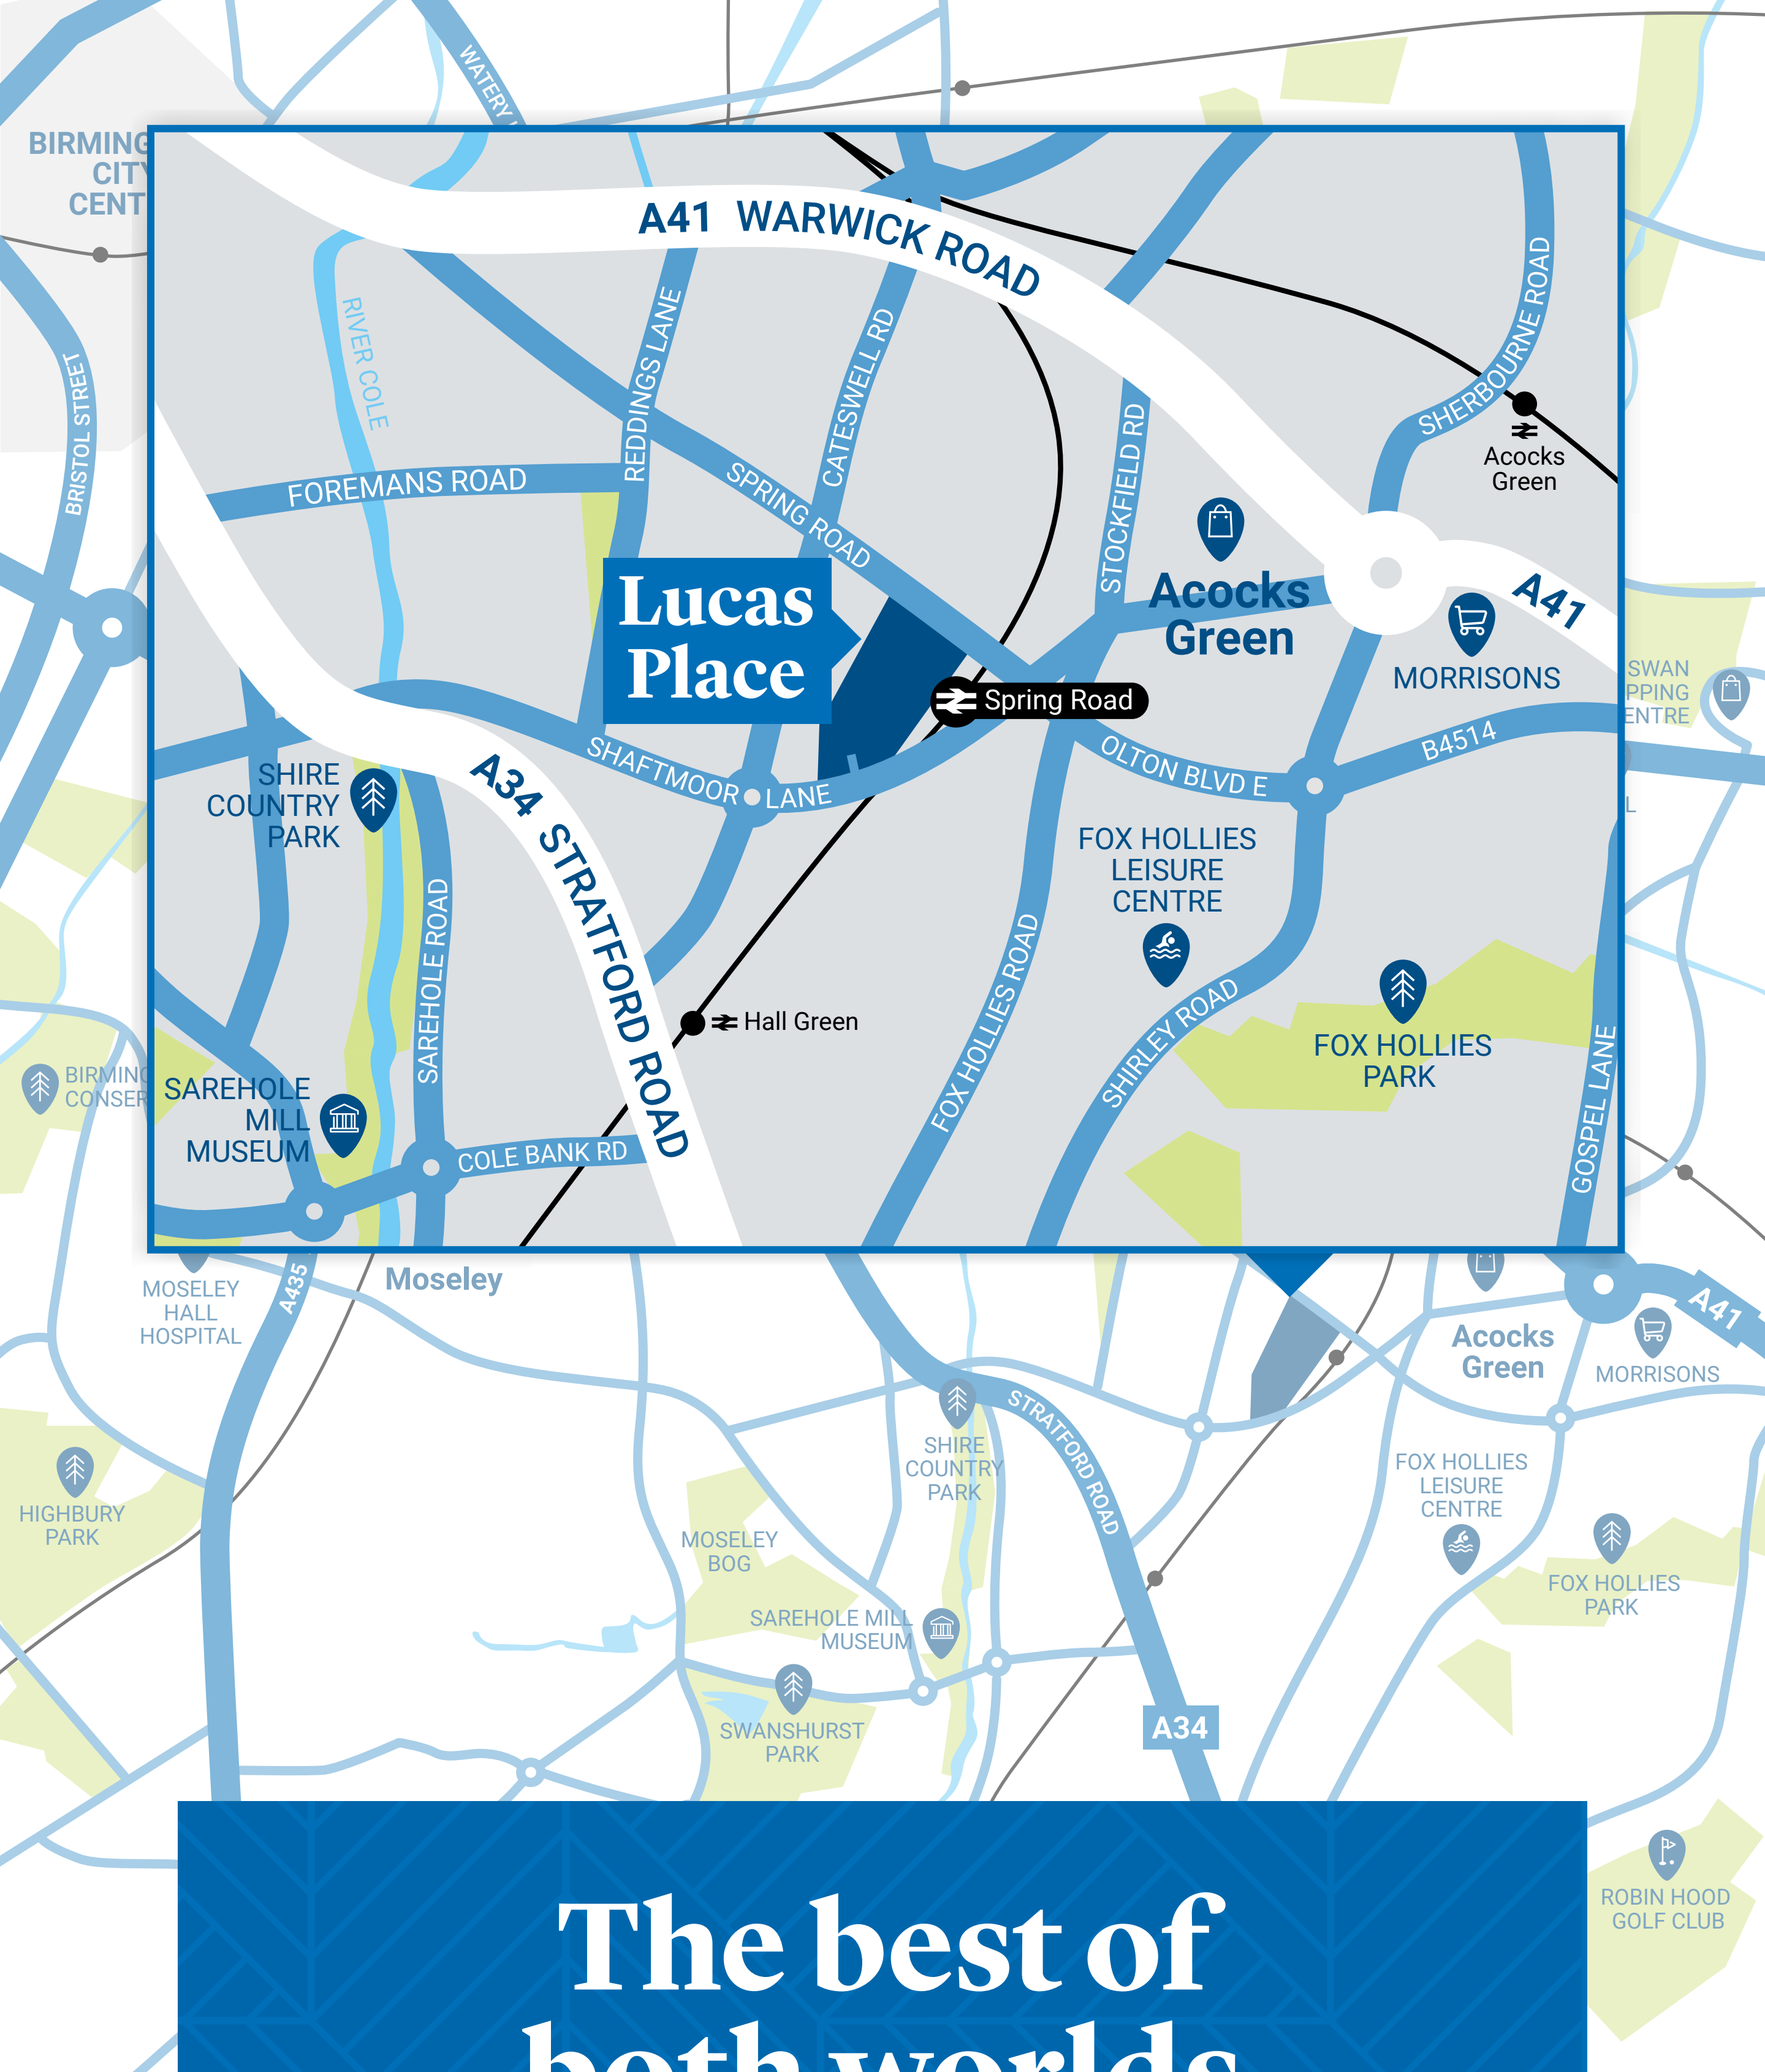 WATERY
BIRMING
CITY
CENT
BRISTOL STREET
A41 WARWICK ROAD
RIVER COLE
REDDINGS LANE
CATESWELL RD
STOCKFIELD RD
SHERBOURNE ROAD
Acocks
Green
FOREMANS ROAD
SPRING ROAD
Lucas
Place
Acocks
Green
A41
MORRISONS
Spring Road
SWAN
PPING
ENTRE
L
SHAFTMOOR LANE
OLTON BLVD E
B4514
SHIRE
COUNTRY
PARK
A34 STRATFORD ROAD
SAREHOLE ROAD
FOX HOLLIES
LEISURE
CENTRE
FOX HOLLIES ROAD
SHIRLEY ROAD
Hall Green
FOX HOLLIES
PARK
GOSPEL LANE
BIRMING
CONSER
SAREHOLE
MILL
MUSEUM
COLE BANK RD
MOSELEY
HALL
HOSPITAL
A435
Moseley
A41
Acocks
Green
MORRISONS
STRATFORD ROAD
SHIRE
COUNTRY
PARK
FOX HOLLIES
LEISURE
CENTRE
HIGHBURY
PARK
MOSELEY
BOG
FOX HOLLIES
PARK
SAREHOLE MILL
MUSEUM
SWANSHURST
PARK
A34
ROBIN HOOD
GOLF CLUB
The best of
both worlds